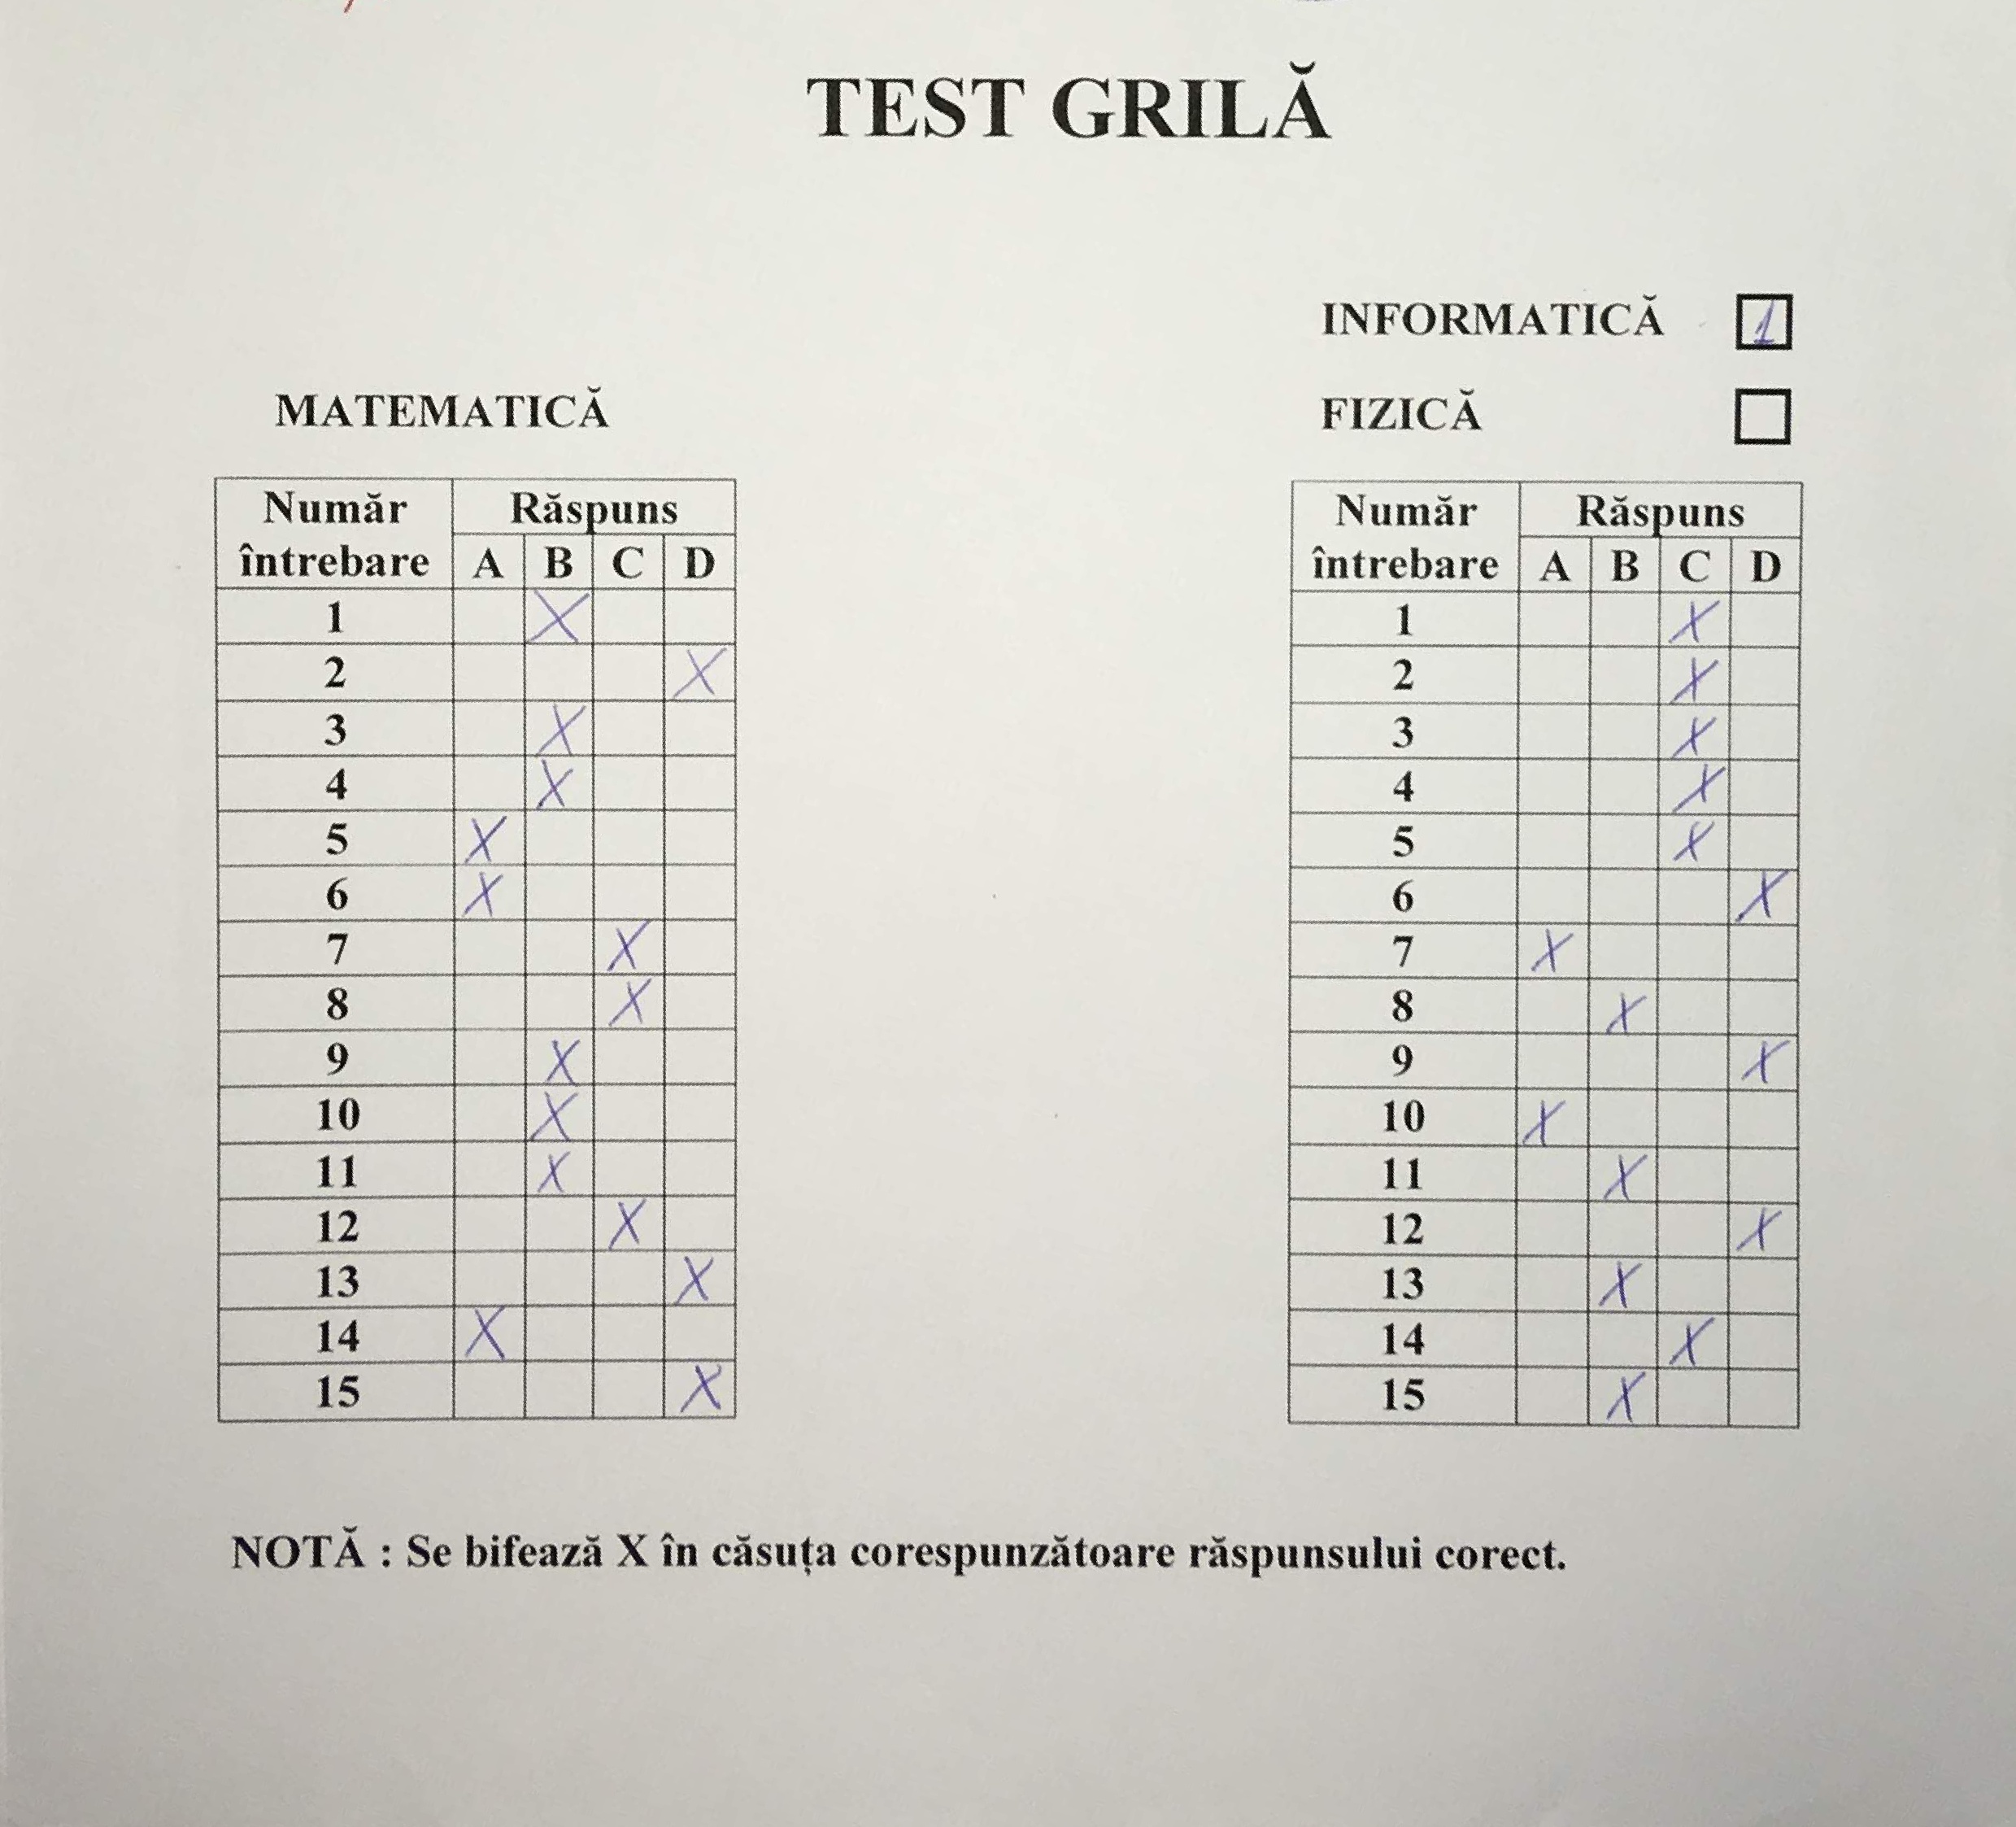 TEST GRILĂ
INFORMATICĂ 1
MATEMATICĂ
FIZICĂ
Număr întrebare Răspuns
A B C D
1 X
2 X
3 X
4 X
5 X
6 X
7 X
8 X
9 X
10 X
11 X
12 X
13 X
14 X
15 X
Număr întrebare Răspuns
A B C D
1 X
2 X
3 X
4 X
5 X
6 X
7 X
8 X
9 X
10 X
11 X
12 X
13 X
14 X
15 X
NOTĂ : Se bifează X în căsuța corespunzătoare răspunsului corect.